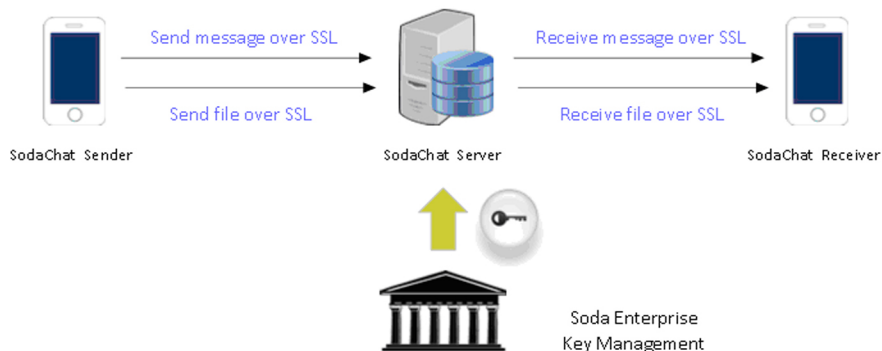 Send message over SSL
Receive message over SSL
Send file over SSL
Receive file over SSL
SodaChat Sender
SodaChat Server
SodaChat Receiver
Soda Enterprise
Key Management